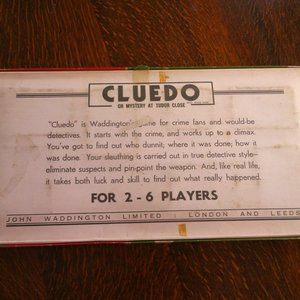 CLUEDO
OR MYSTERY AT TUDOR CLOSE
"Cluedo" is Waddington's game for crime fans and would-be
detectives. It starts with the crime, and works up to a climax.
You've got to find out who dunnit; where it was done; how it
was done. Your sleuthing is carried out in true detective style—
eliminate suspects and pin-point the weapon. And, like real life,
it takes both luck and skill to find out what really happened.
FOR 2 - 6 PLAYERS
JOHN WADDINGTON LIMITED : LONDON AND LEEDS